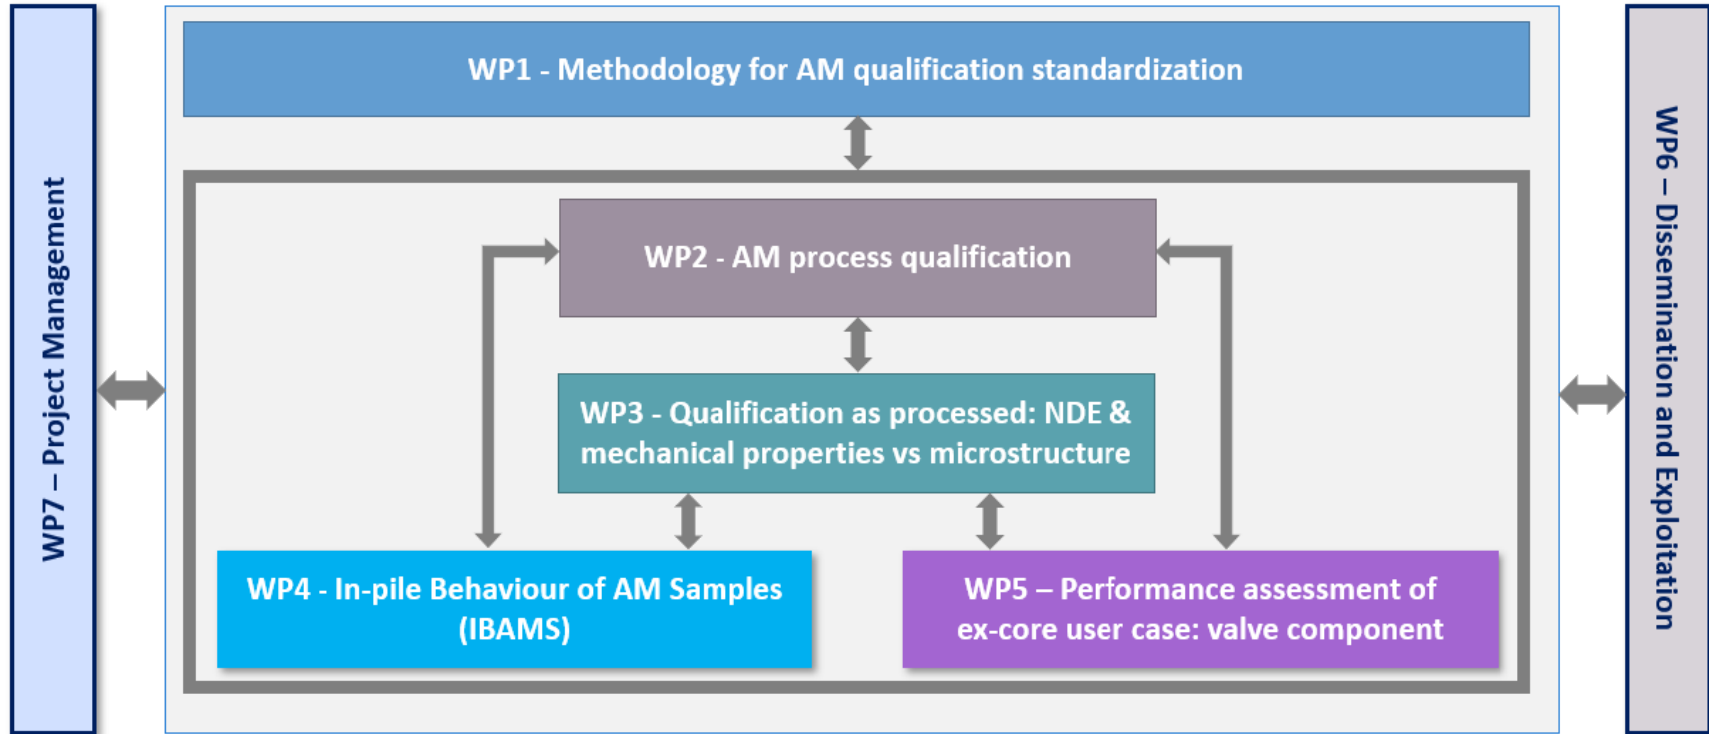 WP7 – Project Management
WP1 - Methodology for AM qualification standardization
WP2 - AM process qualification
WP3 - Qualification as processed: NDE &
mechanical properties vs microstructure
WP4 - In-pile Behaviour of AM Samples
(IBAMS)
WP5 – Performance assessment of
ex-core user case: valve component
WP6 – Dissemination and Exploitation